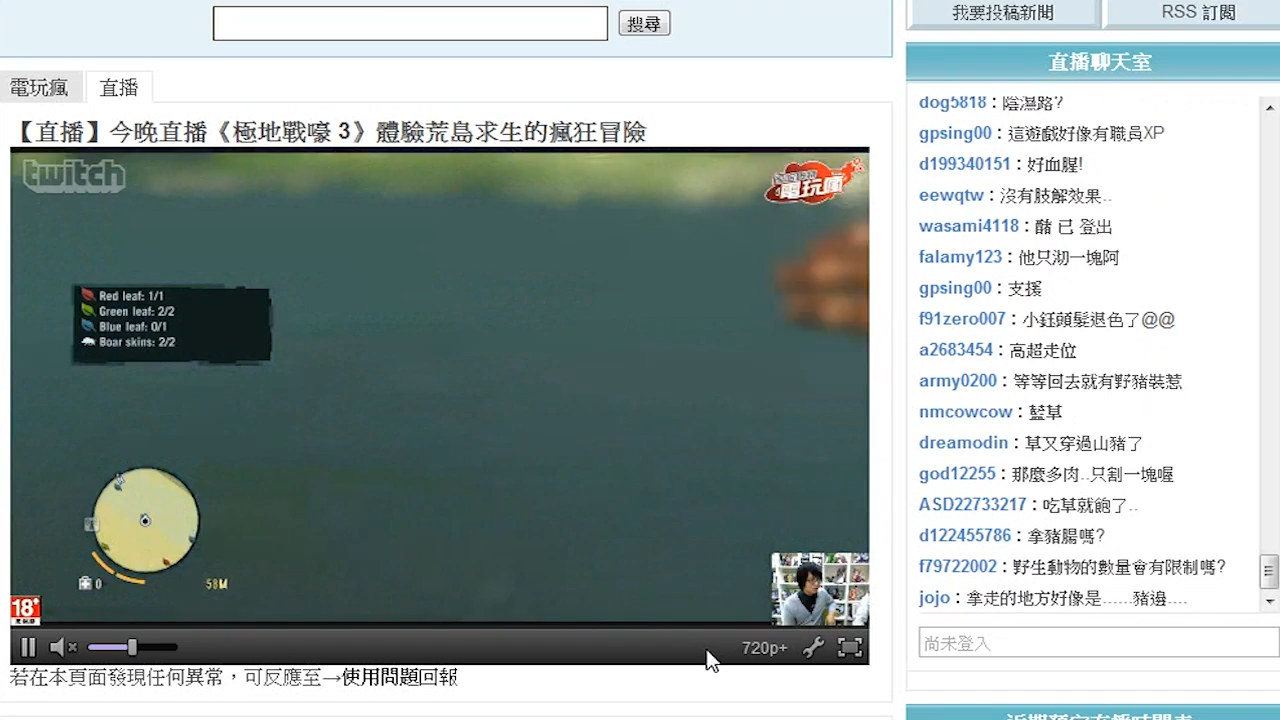 搜尋
我要投稿新聞
RSS 訂閱
直播聊天室
電玩瘋
直播
【直播】今晚直播《極地戰嚎 3》體驗荒島求生的瘋狂冒險
twitch
電玩瘋
Red leaf: 1/1
Green leaf: 2/2
Blue leaf: 0/1
Boar skins: 2/2
0
58M
18+
720p+
若在本頁面發現任何異常，可反應至→使用問題回報
dog5818：陰濕路?
gpsing00：這遊戲好像有職員XP
d199340151：好血腥!
eewqtw：沒有肢解效果..
wasami4118：醏 已 登出
falamy123：他只沏一塊阿
gpsing00：支援
f91zero007：小鈺頭髮退色了@@
a2683454：高超走位
army0200：等等回去就有野豬裝惹
nmcowcow：藍草
dreamodin：草又穿過山豬了
god12255：那麼多肉..只割一塊喔
ASD22733217：吃草就飽了..
d122455786：拿豬腸嗎?
f79722002：野生動物的數量會有限制嗎?
jojo：拿走的地方好像是......豬邊....
尚未登入